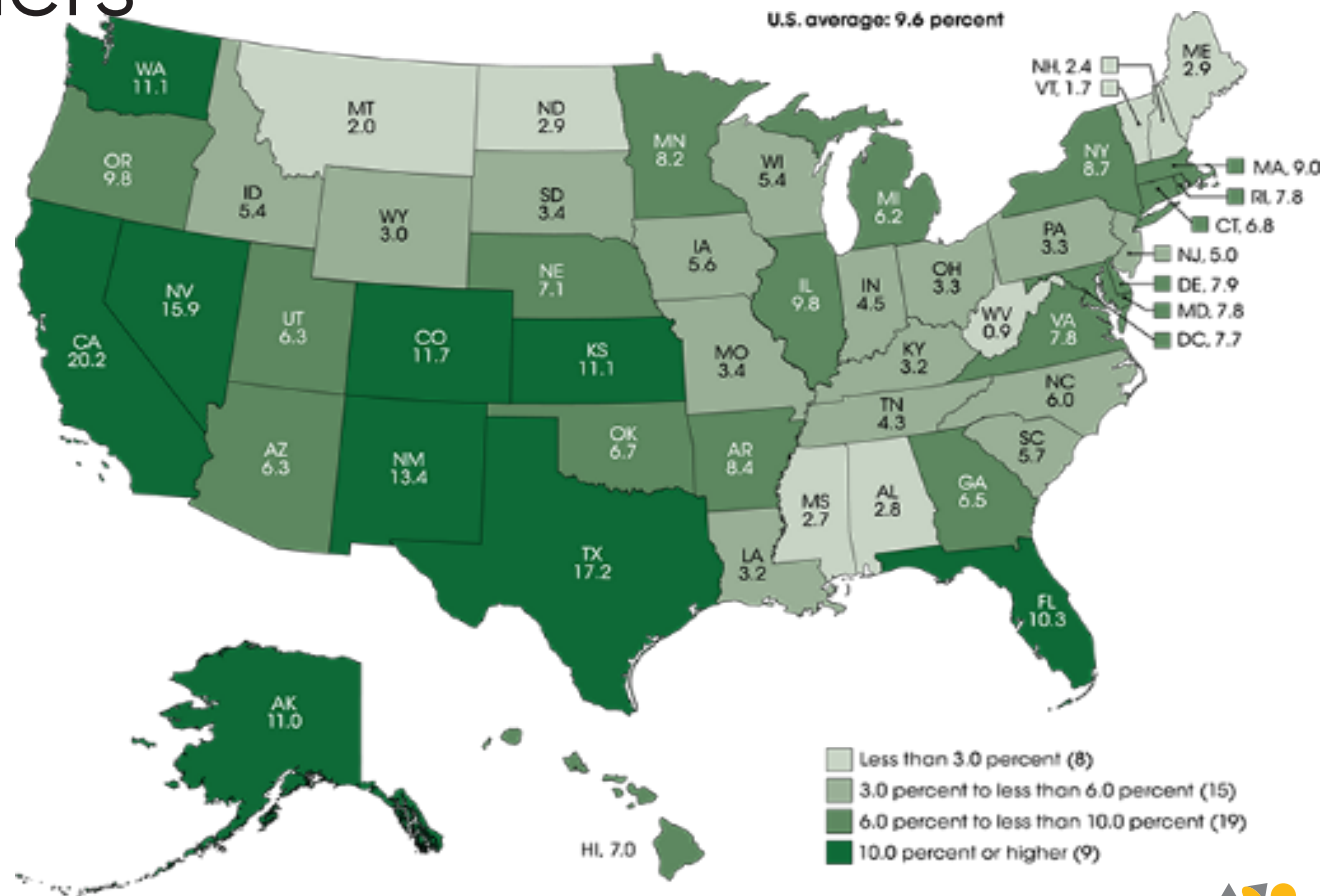 U.S. average: 9.6 percent
WA
11.1
MT
2.0
ND
2.9
MN
8.2
OR
9.8
ID
5.4
WY
3.0
SD
3.4
WI
5.4
MI
6.2
NH, 2.4
VT, 1.7
ME
2.9
NY
8.7
MA, 9.0
RI, 7.8
CT, 6.8
NJ, 5.0
DE, 7.9
MD, 7.8
DC, 7.7
PA
3.3
IA
5.6
NE
7.1
IL
9.8
IN
4.5
OH
3.3
WV
0.9
VA
7.8
NV
15.9
UT
6.3
CA
20.2
CO
11.7
KS
11.1
MO
3.4
KY
3.2
NC
6.0
TN
4.3
SC
5.7
AZ
6.3
NM
13.4
OK
6.7
AR
8.4
MS
2.7
AL
2.8
GA
6.5
TX
17.2
LA
3.2
FL
10.3
AK
11.0
HI, 7.0
Less than 3.0 percent (8)
3.0 percent to less than 6.0 percent (15)
6.0 percent to less than 10.0 percent (19)
10.0 percent or higher (9)